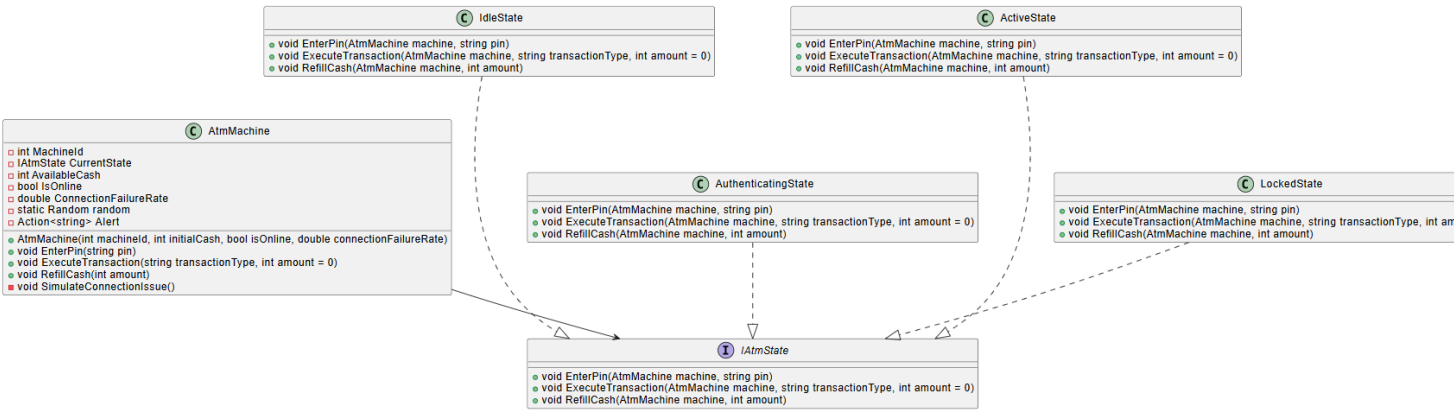 C IdleState
void EnterPin(AtmMachine machine, string pin)
void ExecuteTransaction(AtmMachine machine, string transactionType, int amount = 0)
void RefillCash(AtmMachine machine, int amount)
C ActiveState
void EnterPin(AtmMachine machine, string pin)
void ExecuteTransaction(AtmMachine machine, string transactionType, int amount = 0)
void RefillCash(AtmMachine machine, int amount)
C AtmMachine
int MachineId
IAtmState CurrentState
int AvailableCash
bool IsOnline
double ConnectionFailureRate
static Random random
Action<string> Alert
AtmMachine(int machineId, int initialCash, bool isOnline, double connectionFailureRate)
void EnterPin(string pin)
void ExecuteTransaction(string transactionType, int amount = 0)
void RefillCash(int amount)
void SimulateConnectionIssue()
C AuthenticatingState
void EnterPin(AtmMachine machine, string pin)
void ExecuteTransaction(AtmMachine machine, string transactionType, int amount = 0)
void RefillCash(AtmMachine machine, int amount)
C LockedState
void EnterPin(AtmMachine machine, string pin)
void ExecuteTransaction(AtmMachine machine, string transactionType, int am
void RefillCash(AtmMachine machine, int amount)
I IAtmState
void EnterPin(AtmMachine machine, string pin)
void ExecuteTransaction(AtmMachine machine, string transactionType, int amount = 0)
void RefillCash(AtmMachine machine, int amount)